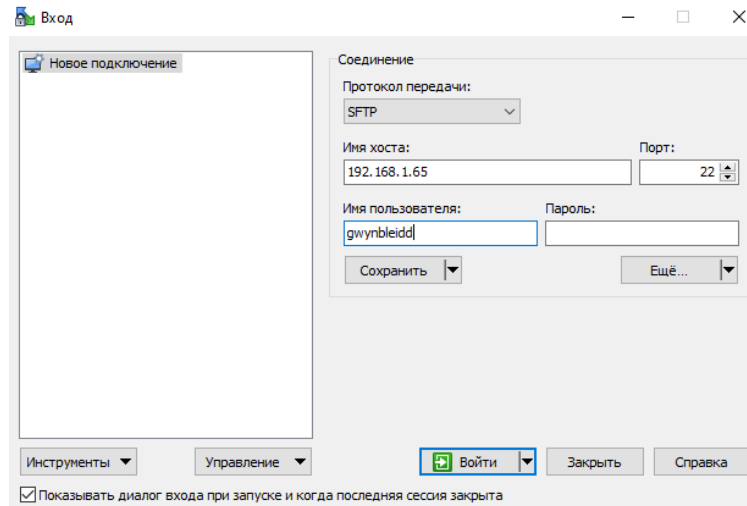 Вход
Новое подключение
Соединение
Протокол передачи:
SFTP
Имя хоста: Порт:
192.168.1.65 22
Имя пользователя: Пароль:
gwynbleidd
Сохранить Ещё...
Инструменты Управление Войти Закрыть Справка
Показывать диалог входа при запуске и когда последняя сессия закрыта